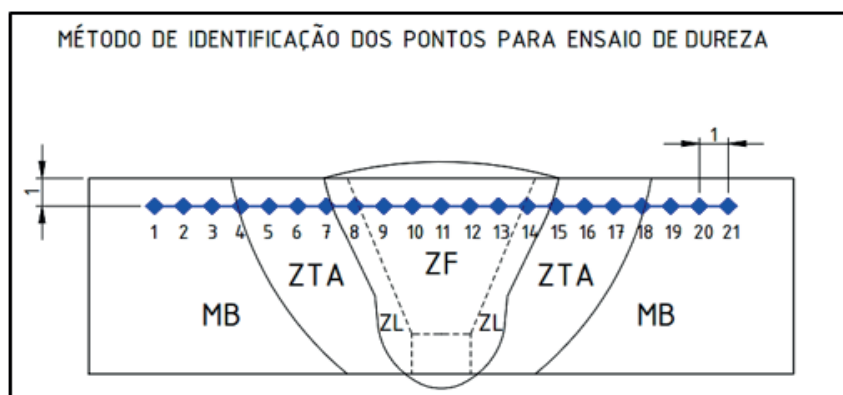 MÉTODO DE IDENTIFICAÇÃO DOS PONTOS PARA ENSAIO DE DUREZA
1
1
1 2 3 4 5 6 7 8 9 10 11 12 13 14 15 16 17 18 19 20 21
ZTA ZF ZTA
MB ZL ZL MB